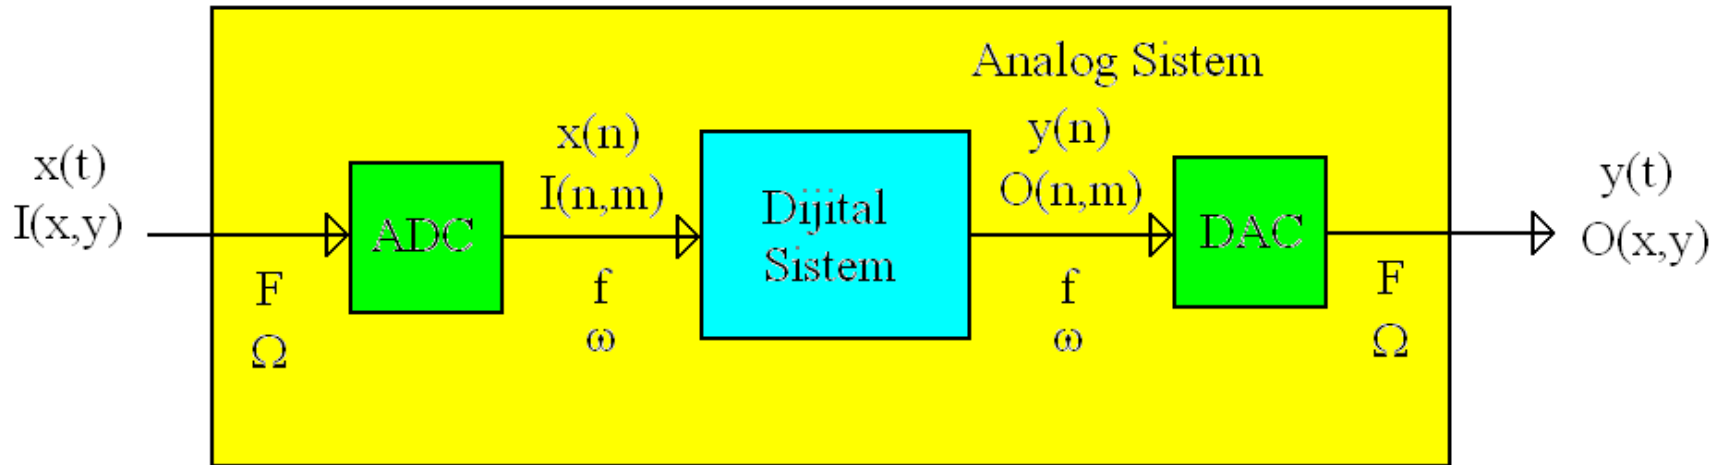 Analog Sistem
x(t)
I(x,y)
F
Ω
ADC
x(n)
I(n,m)
f
ω
Dijital
Sistem
y(n)
O(n,m)
f
ω
DAC
F
Ω
y(t)
O(x,y)